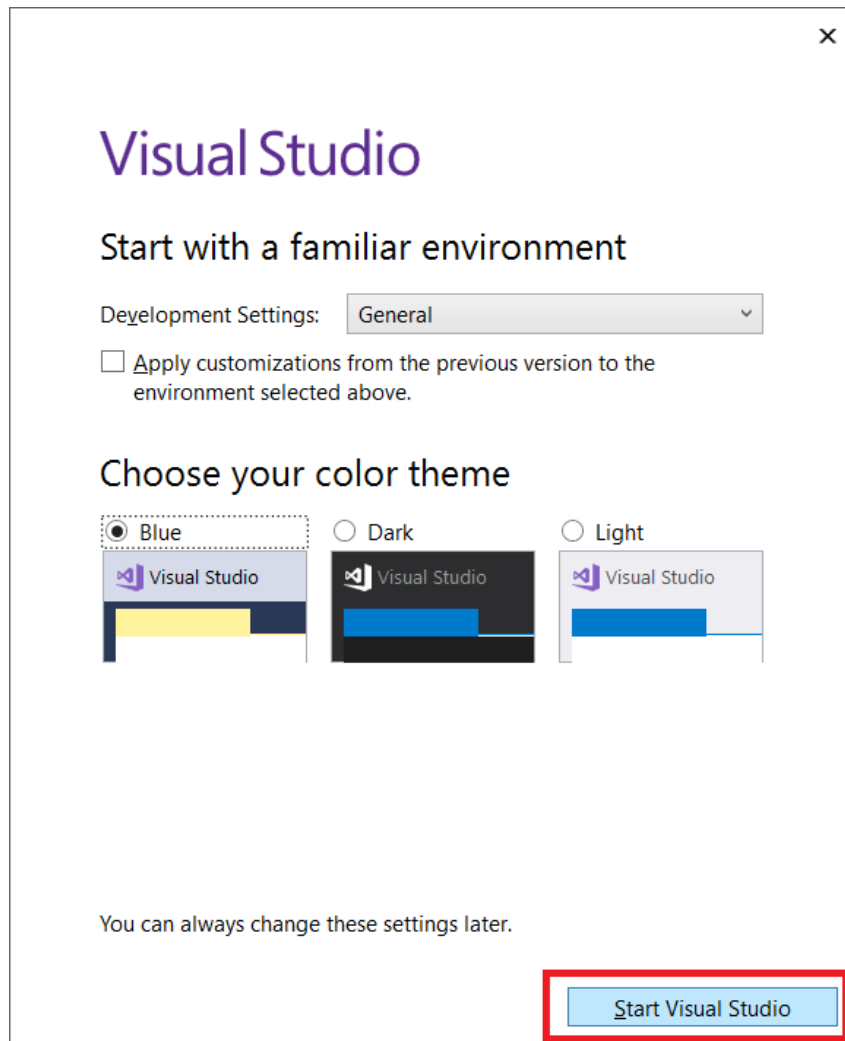 Visual Studio
Start with a familiar environment
Development Settings: General
Apply customizations from the previous version to the
environment selected above.
Choose your color theme
Blue Dark Light
Visual Studio Visual Studio Visual Studio
You can always change these settings later.
Start Visual Studio